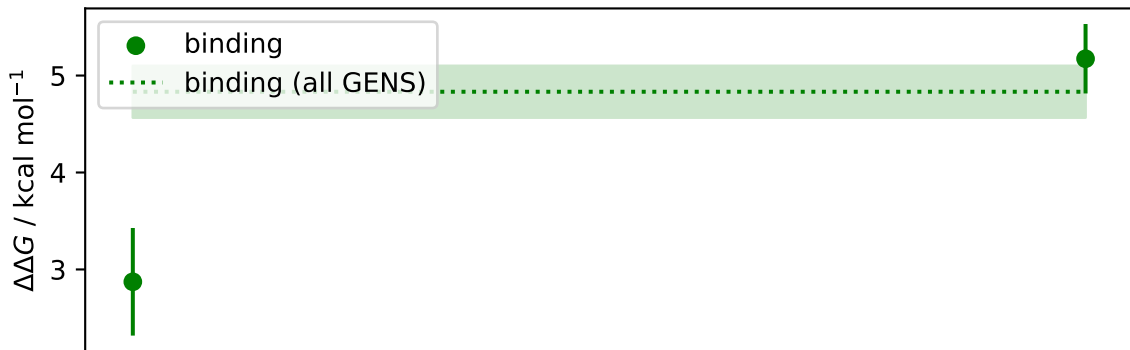 binding
binding (all GENS)
5
4
3
ΔΔG / kcal mol⁻¹